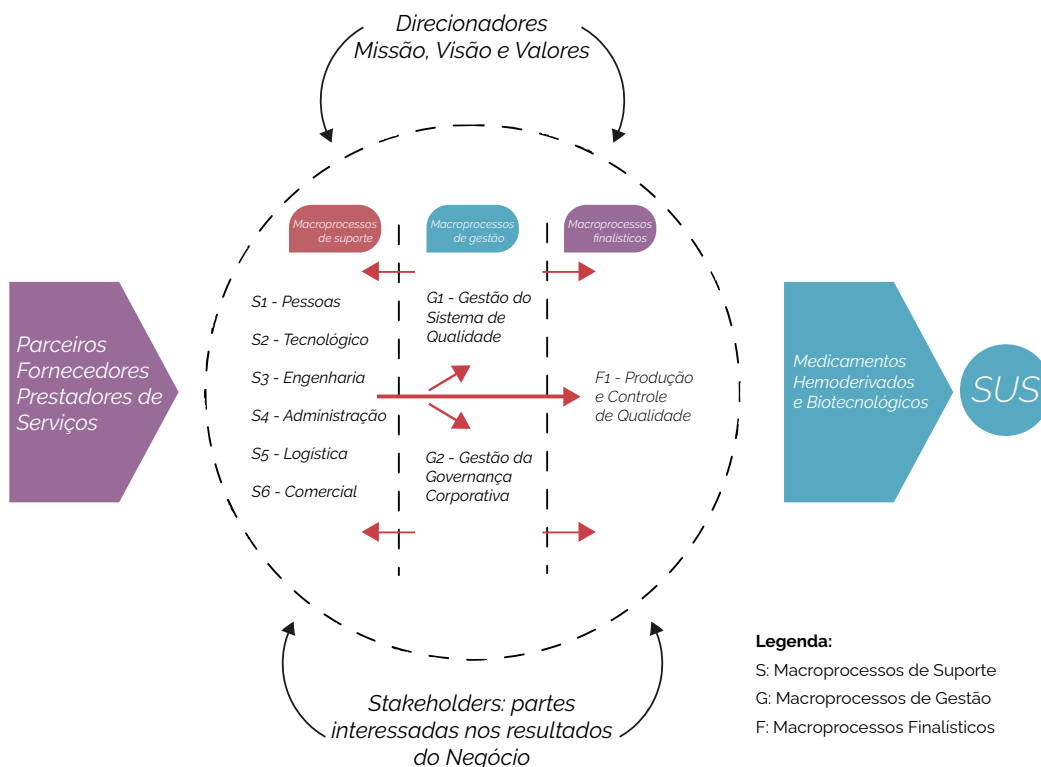 Direcionadores
Missão, Visão e Valores
Macroprocessos
de suporte
Macroprocessos
de gestão
Macroprocessos
finalísticos
Parceiros
Fornecedores
Prestadores de
Serviços
S1 - Pessoas
S2 - Tecnológico
S3 - Engenharia
S4 - Administração
S5 - Logística
S6 - Comercial
G1 - Gestão do
Sistema de
Qualidade
G2 - Gestão da
Governança
Corporativa
F1 - Produção
e Controle
de Qualidade
Medicamentos
Hemoderivados
e Biotecnológicos
SUS
Stakeholders: partes
interessadas nos resultados
do Negócio
Legenda:
S: Macroprocessos de Suporte
G: Macroprocessos de Gestão
F: Macroprocessos Finalísticos